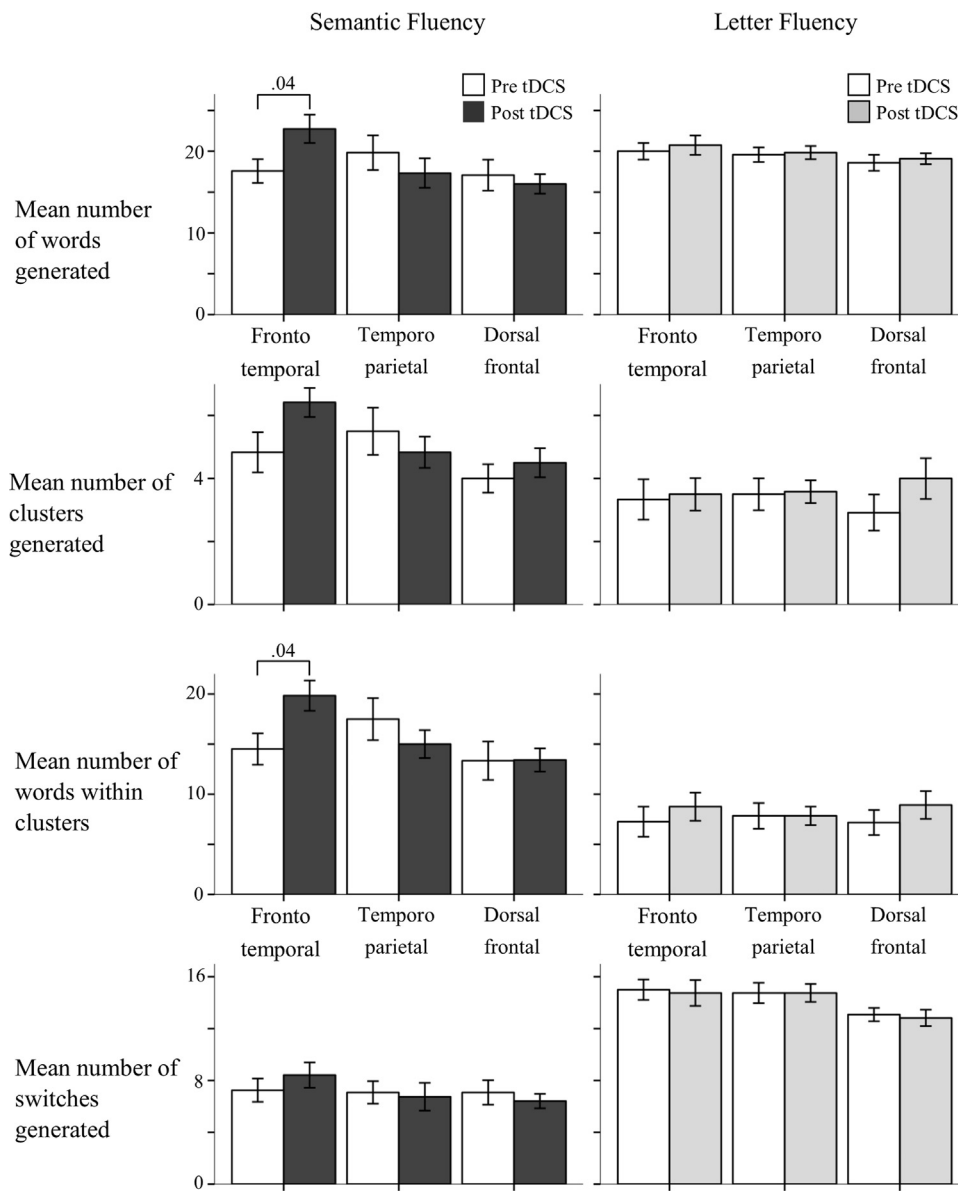 Semantic Fluency Letter Fluency
.04
Pre tDCS
Post tDCS
Pre tDCS
Post tDCS
Mean number
of words
generated
20
10
0
Fronto
temporal
Temporo
parietal
Dorsal
frontal
Fronto
temporal
Temporo
parietal
Dorsal
frontal
Mean number of
clusters
generated
4
0
.04
Mean number of
words within
clusters
20
10
0
Fronto
temporal
Temporo
parietal
Dorsal
frontal
Fronto
temporal
Temporo
parietal
Dorsal
frontal
Mean number of
switches
generated
16
8
0